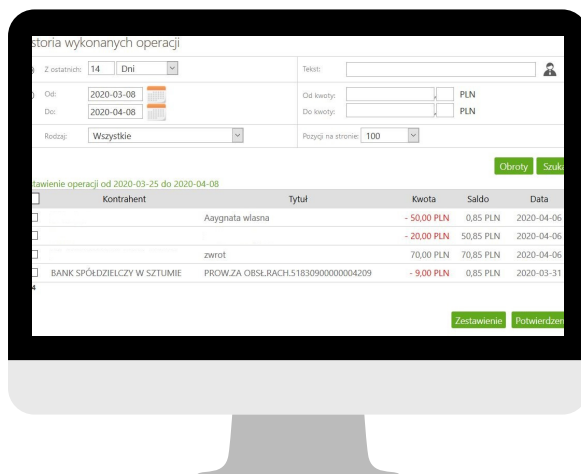 storia wykonanych operacji
Z ostatnich: 14 Dni Tekst:
Od: 2020-03-08 Od kwoty: , PLN
Do: 2020-04-08 Do kwoty: , PLN
Rodzaj: Wszystkie Pozycji na stronie: 100
Obroty Szuka
tawienie operacji od 2020-03-25 do 2020-04-08
Kontrahent Tytuł Kwota Saldo Data
Aaygnata wlasna - 50,00 PLN 0,85 PLN 2020-04-06
- 20,00 PLN 50,85 PLN 2020-04-06
zwrot 70,00 PLN 70,85 PLN 2020-04-06
BANK SPÓŁDZIELCZY W SZTUMIE PROW.ZA OBSŁ.RACH.51830900000004209 - 9,00 PLN 0,85 PLN 2020-03-31
4
Zestawienie Potwierdzen